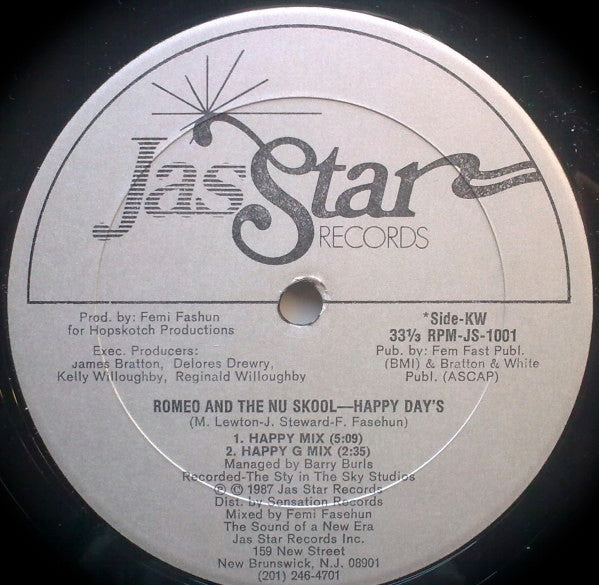 Jas Star
RECORDS
Prod. by: Femi Fashun
for Hopskotch Productions
Exec. Producers:
James Bratton, Delores Drewry,
Kelly Willoughby, Reginald Willoughby
*Side-KW
33⅓ RPM-JS-1001
Pub. by: Fem Fast Publ.
(BMI) & Bratton & White
Publ. (ASCAP)
ROMEO AND THE NU SKOOL—HAPPY DAY'S
(M. Lewton-J. Steward-F. Fasehun)
1. HAPPY MIX (5:09)
2. HAPPY G MIX (2:35)
Managed by Barry Burls
Recorded-The Sty in The Sky Studios
℗ © 1987 Jas Star Records
Dist. by Sensation Records
Mixed by Femi Fasehun
The Sound of a New Era
Jas Star Records Inc.
159 New Street
New Brunswick, N.J. 08901
(201) 246-4701